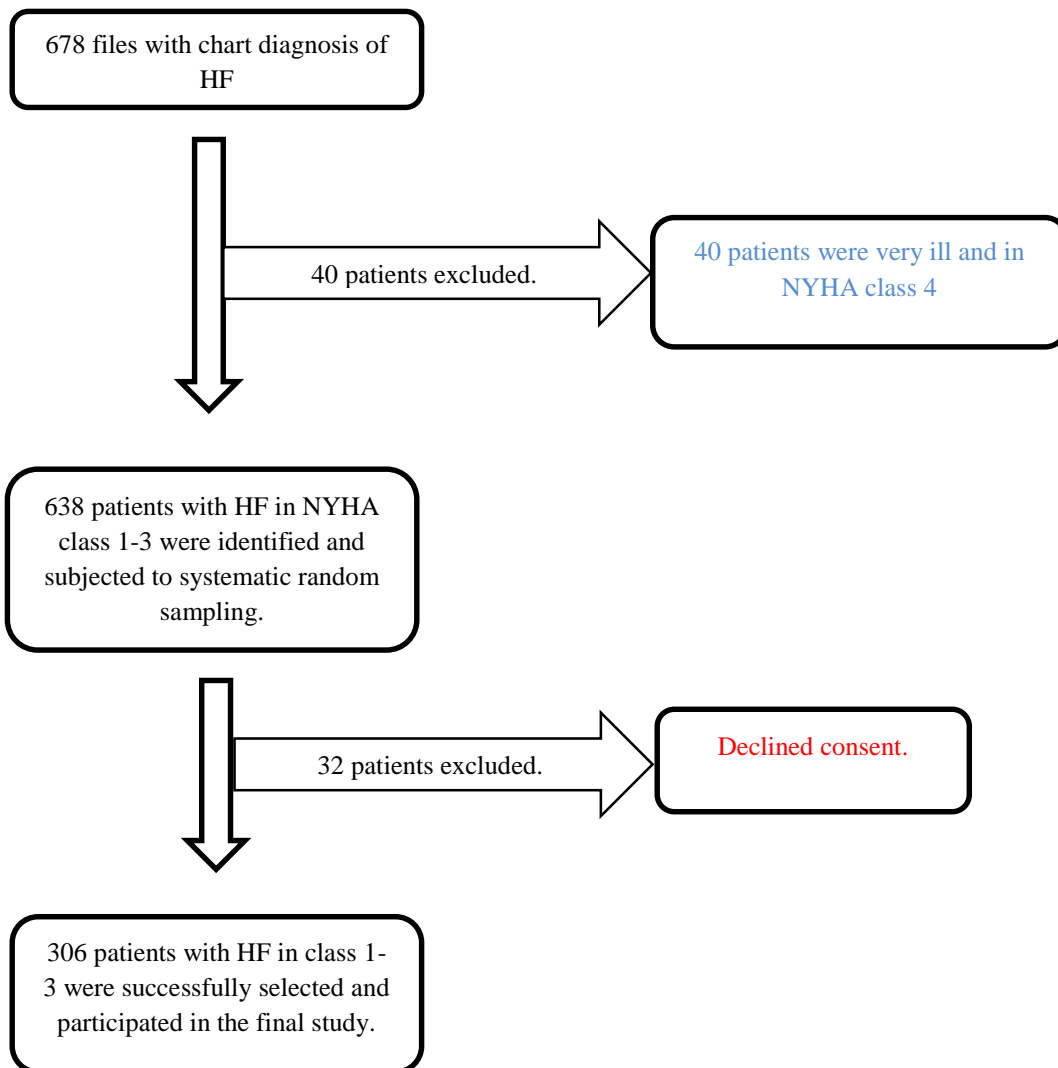 678 files with chart diagnosis of
HF
40 patients excluded.
40 patients were very ill and in
NYHA class 4
638 patients with HF in NYHA
class 1-3 were identified and
subjected to systematic random
sampling.
32 patients excluded.
Declined consent.
306 patients with HF in class 1-
3 were successfully selected and
participated in the final study.